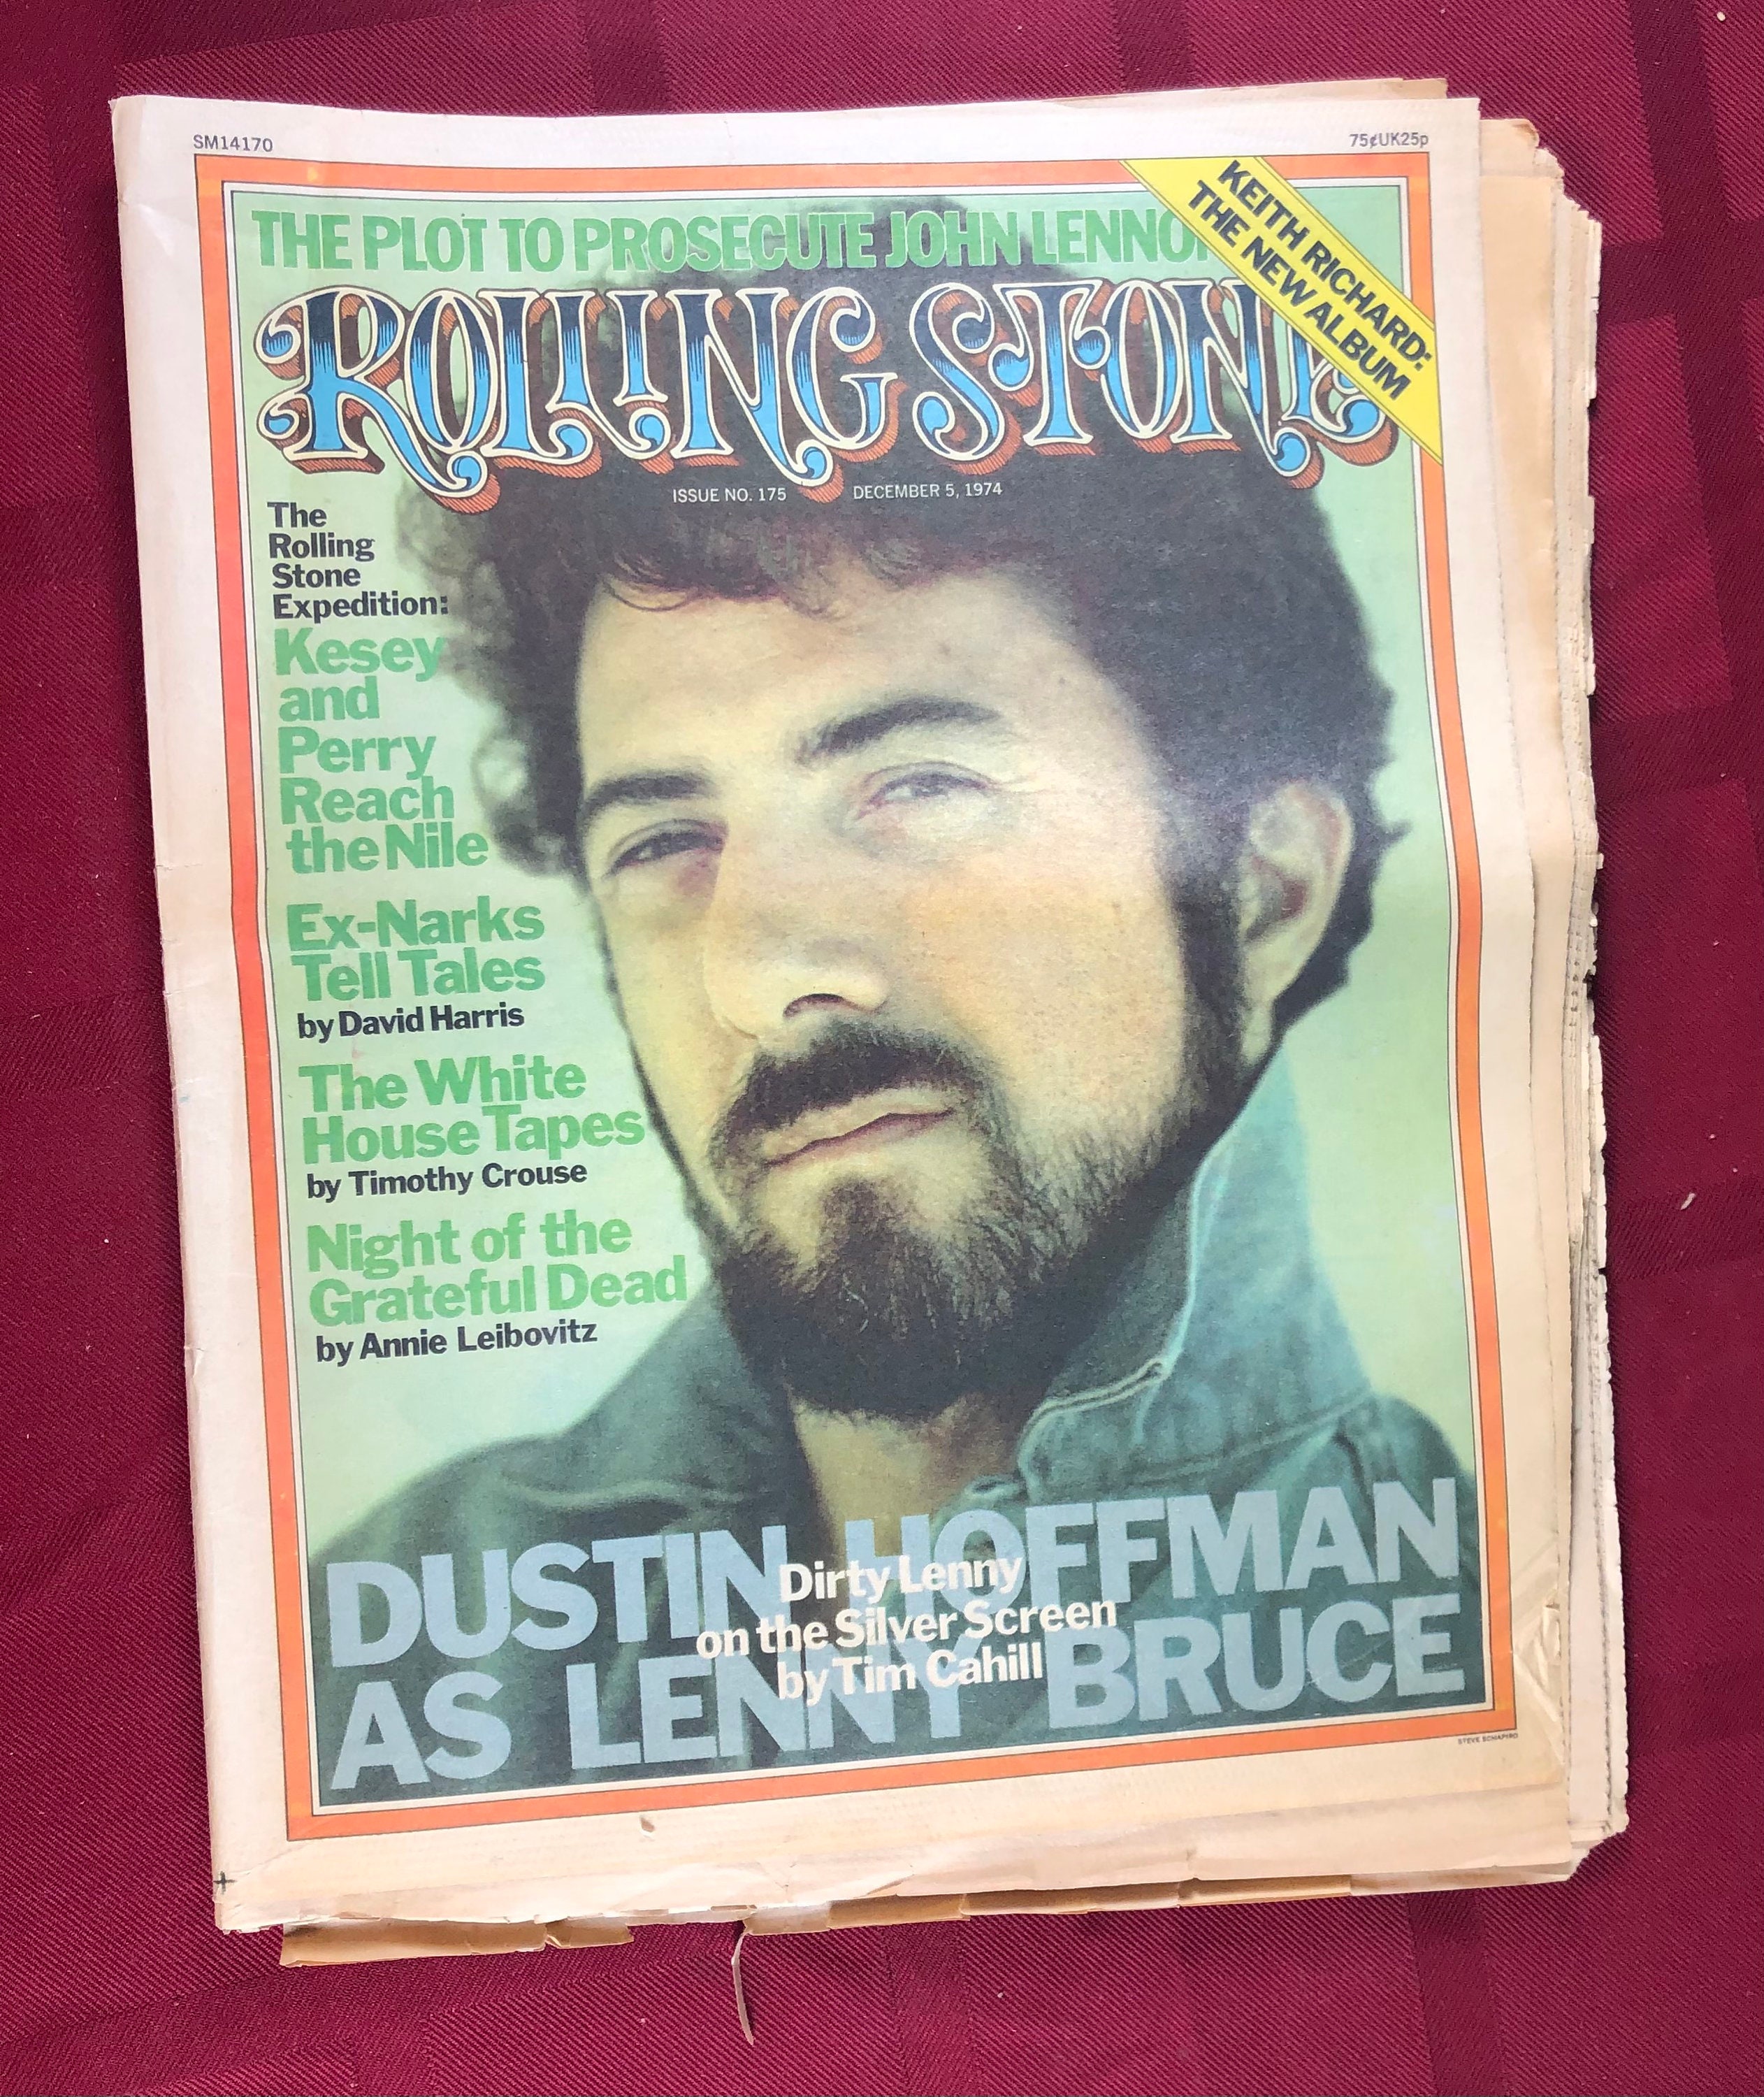 SM14170
75¢UK25p
THE PLOT TO PROSECUTE JOHN LENNON
KEITH RICHARD:
THE NEW ALBUM
ROLLING STONE
ISSUE NO. 175 DECEMBER 5, 1974
The
Rolling
Stone
Expedition:
Kesey
and
Perry
Reach
the Nile
Ex-Narks
Tell Tales
by David Harris
The White
House Tapes
by Timothy Crouse
Night of the
Grateful Dead
by Annie Leibovitz
DUSTIN HOFFMAN
AS LENNY BRUCE
Dirty Lenny
on the Silver Screen
by Tim Cahill
STEVE SCHAPIRO